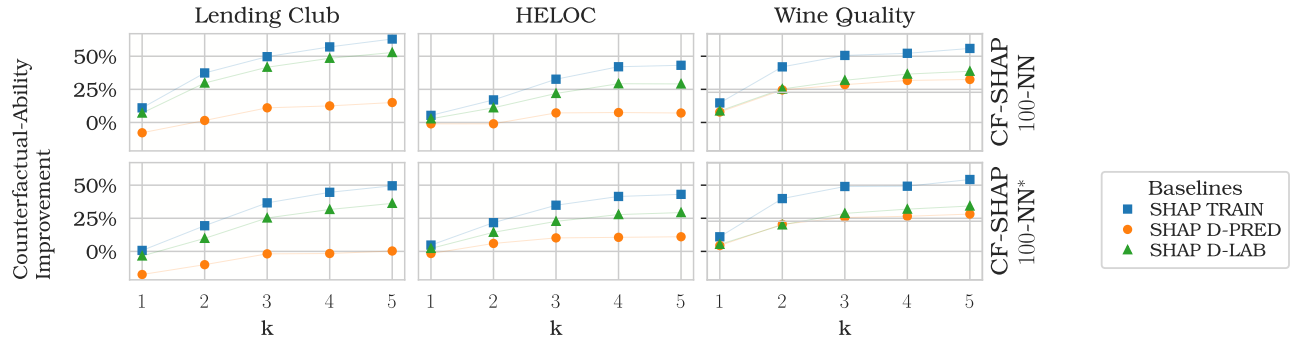 Lending Club
HELOC
Wine Quality
Counterfactual-Ability
Improvement
50%
25%
0%
CF-SHAP
100-NN
50%
25%
0%
CF-SHAP
100-NN*
1 2 3 4 5
1 2 3 4 5
1 2 3 4 5
k
k
k
Baselines
SHAP TRAIN
SHAP D-PRED
SHAP D-LAB